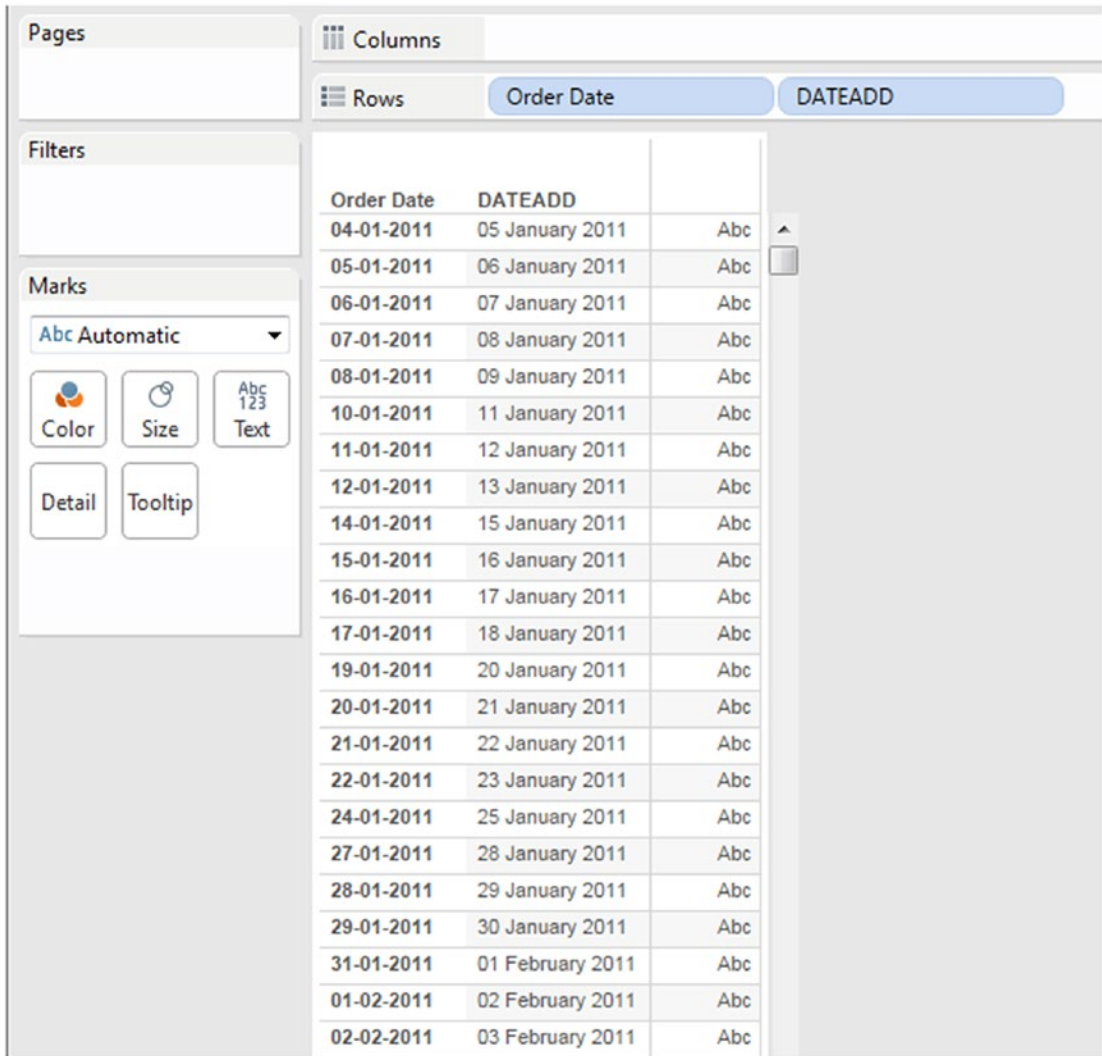 Pages
Columns
Rows Order Date DATEADD
Filters
Marks
Abc Automatic
Color Size Abc 123 Text
Detail Tooltip
Order Date DATEADD
04-01-2011 05 January 2011 Abc
05-01-2011 06 January 2011 Abc
06-01-2011 07 January 2011 Abc
07-01-2011 08 January 2011 Abc
08-01-2011 09 January 2011 Abc
10-01-2011 11 January 2011 Abc
11-01-2011 12 January 2011 Abc
12-01-2011 13 January 2011 Abc
14-01-2011 15 January 2011 Abc
15-01-2011 16 January 2011 Abc
16-01-2011 17 January 2011 Abc
17-01-2011 18 January 2011 Abc
19-01-2011 20 January 2011 Abc
20-01-2011 21 January 2011 Abc
21-01-2011 22 January 2011 Abc
22-01-2011 23 January 2011 Abc
24-01-2011 25 January 2011 Abc
27-01-2011 28 January 2011 Abc
28-01-2011 29 January 2011 Abc
29-01-2011 30 January 2011 Abc
31-01-2011 01 February 2011 Abc
01-02-2011 02 February 2011 Abc
02-02-2011 03 February 2011 Abc